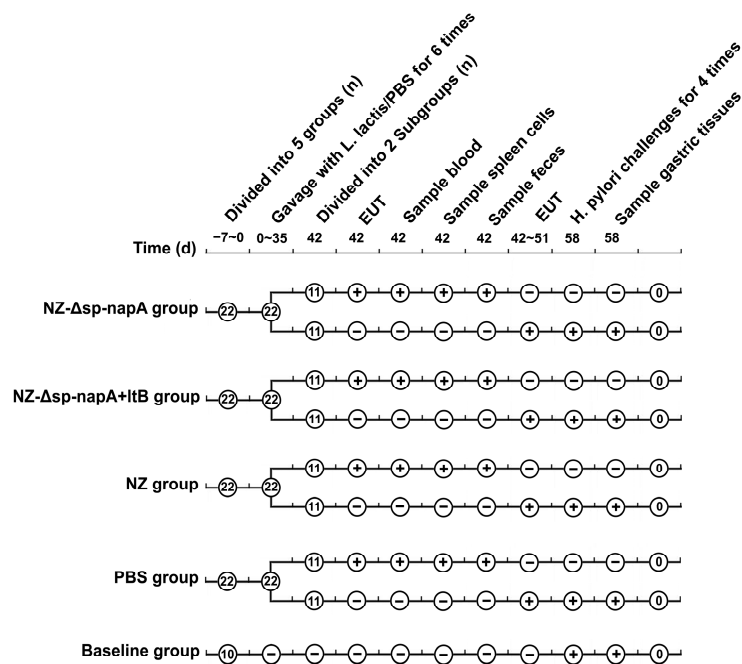 Divided into 5 groups (n)
Gavage with L. lactis/PBS for 6 times
Divided into 2 Subgroups (n)
EUT
Sample blood
Sample spleen cells
Sample feces
EUT
H. pylori challenges for 4 times
Sample gastric tissues
Time (d) −7~0 0~35 42 42 42 42 42 42~51 58 58
11 + + + + − − − 0
NZ-Δsp-napA group 22 22
11 − − − − + + + 0
11 + + + + − − − 0
NZ-Δsp-napA+ltB group 22 22
11 − − − − + + + 0
11 + + + + − − − 0
NZ group 22 22
11 − − − − + + + 0
11 + + + + − − − 0
PBS group 22 22
11 − − − − + + + 0
Baseline group 10 − − − − − − − + + 0